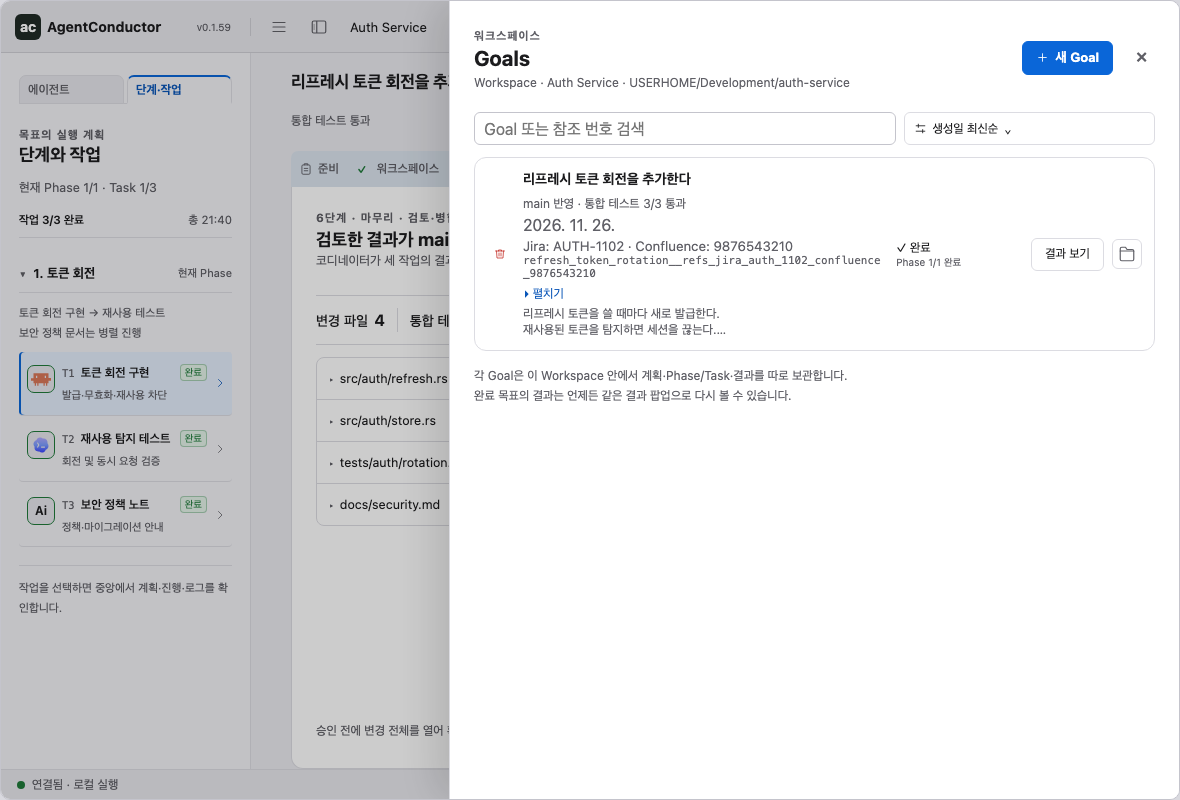 ac AgentConductor v0.1.59 Auth Service
에이전트 단계·작업
목표의 실행 계획
단계와 작업
현재 Phase 1/1 · Task 1/3
작업 3/3 완료 총 21:40
1. 토큰 회전 현재 Phase
토큰 회전 구현 → 재사용 테스트
보안 정책 문서는 병렬 진행
T1 토큰 회전 구현 완료
발급·무효화·재사용 차단
T2 재사용 탐지 테스트 완료
회전 및 동시 요청 검증
Ai T3 보안 정책 노트 완료
정책·마이그레이션 안내
작업을 선택하면 중앙에서 계획·진행·로그를 확
인합니다.
연결됨 · 로컬 실행
리프레시 토큰 회전을 추
통합 테스트 통과
준비 워크스페이스
6단계 · 마무리 · 검토·병
검토한 결과가 mai
코디네이터가 세 작업의 결
변경 파일 4 통합 테
src/auth/refresh.rs
src/auth/store.rs
tests/auth/rotation.
docs/security.md
승인 전에 변경 전체를 열어
워크스페이스
Goals
Workspace · Auth Service · USERHOME/Development/auth-service
+ 새 Goal ×
Goal 또는 참조 번호 검색
생성일 최신순
리프레시 토큰 회전을 추가한다
main 반영 · 통합 테스트 3/3 통과
2026. 11. 26.
Jira: AUTH-1102 · Confluence: 9876543210
refresh_token_rotation__refs_jira_auth_1102_confluence
_9876543210
펼치기
리프레시 토큰을 쓸 때마다 새로 발급한다.
재사용된 토큰을 탐지하면 세션을 끊는다....
✓ 완료
Phase 1/1 완료
결과 보기
각 Goal은 이 Workspace 안에서 계획·Phase/Task·결과를 따로 보관합니다.
완료 목표의 결과는 언제든 같은 결과 팝업으로 다시 볼 수 있습니다.